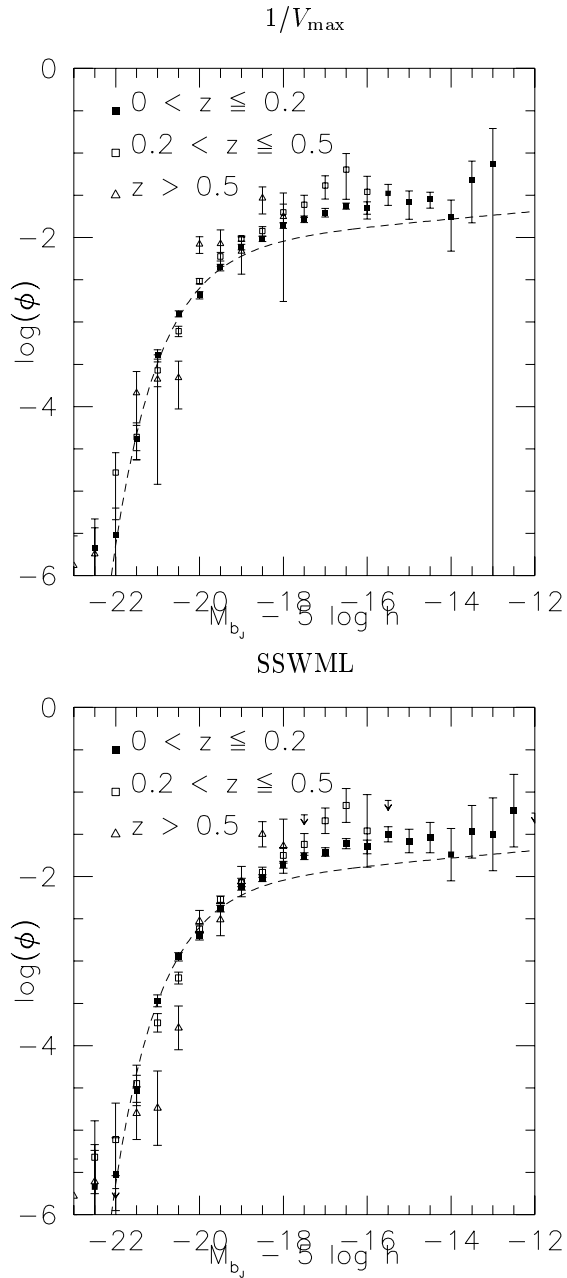 1/V_max
0
−2
−4
−6
log(φ)
0 < z ≦ 0.2
0.2 < z ≦ 0.5
z > 0.5
−22 −20 −18 −16 −14 −12
M_bJ − 5 log h
SSWML
0
−2
−4
−6
log(φ)
0 < z ≦ 0.2
0.2 < z ≦ 0.5
z > 0.5
−22 −20 −18 −16 −14 −12
M_bJ − 5 log h